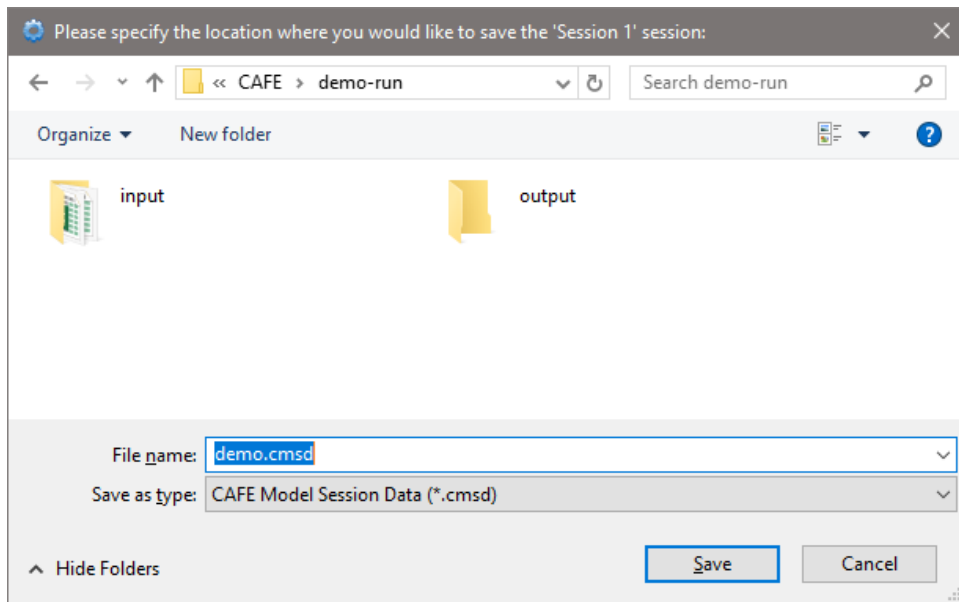 Please specify the location where you would like to save the 'Session 1' session:
« CAFE > demo-run
Search demo-run
Organize
New folder
input
output
File name: demo.cmsd
Save as type: CAFE Model Session Data (*.cmsd)
Hide Folders
Save
Cancel